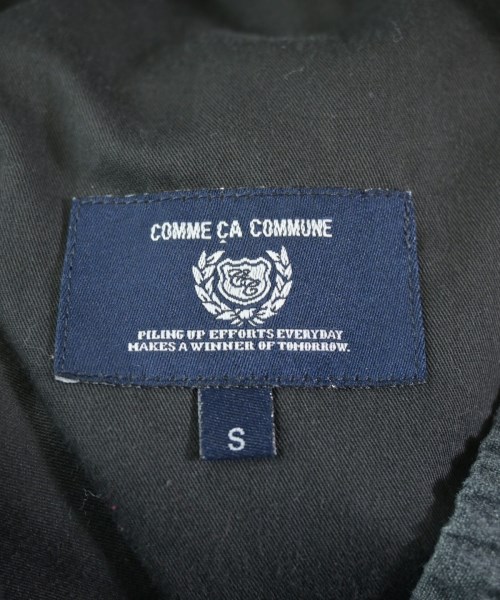 COMME ÇA COMMUNE
PILING UP EFFORTS EVERYDAY
MAKES A WINNER OF TOMORROW.
S